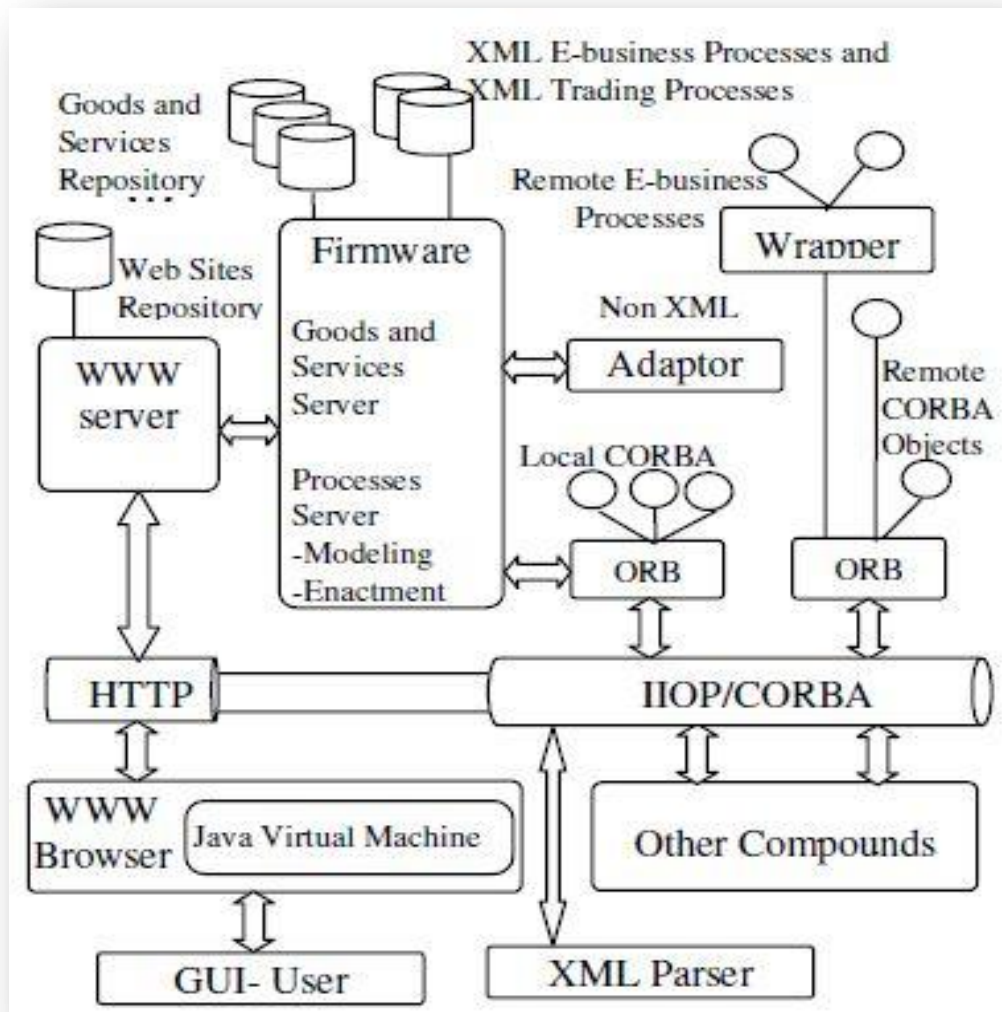 XML E-business Processes and
XML Trading Processes
Goods and
Services
Repository
...
Remote E-business
Processes
Wrapper
Web Sites
Repository
Firmware
Goods and
Services
Server
Processes
Server
-Modeling
-Enactment
WWW
server
Non XML
Adaptor
Remote
CORBA
Objects
Local CORBA
ORB
ORB
HTTP
IIOP/CORBA
WWW
Browser
Java Virtual Machine
Other Compounds
GUI- User
XML Parser